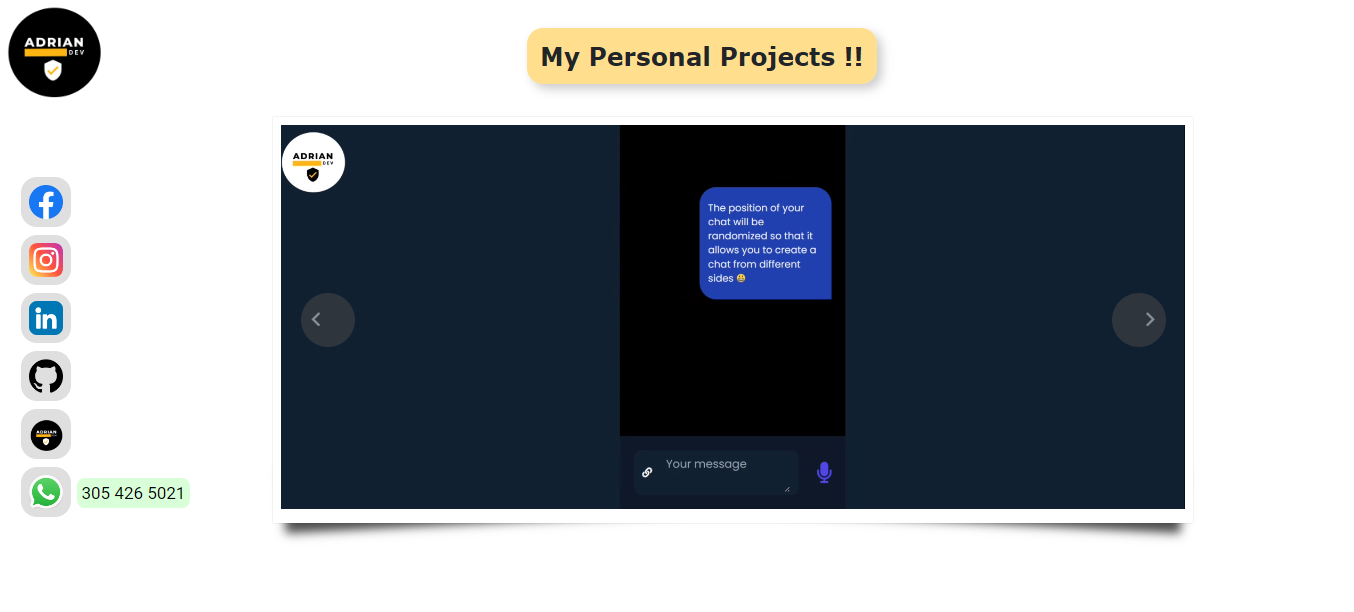 ADRIAN
DEV
My Personal Projects !!
ADRIAN
DEV
The position of your
chat will be
randomized so that it
allows you to create a
chat from different
sides 😃
Your message
in
ADRIAN
305 426 5021